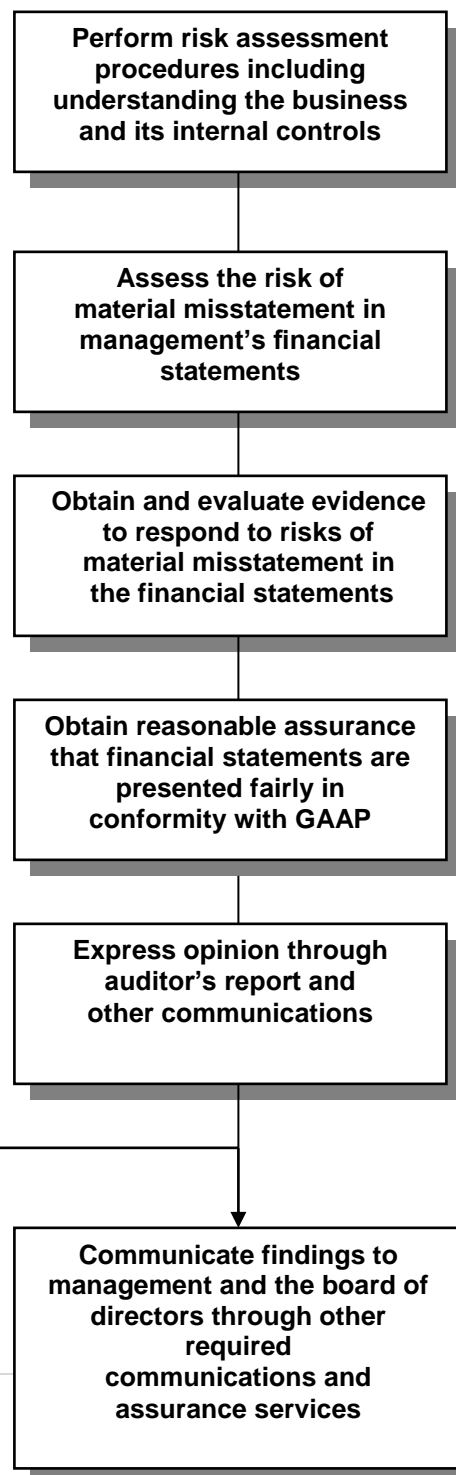 Perform risk assessment
procedures including
understanding the business
and its internal controls
Assess the risk of
material misstatement in
management's financial
statements
Obtain and evaluate evidence
to respond to risks of
material misstatement in
the financial statements
Obtain reasonable assurance
that financial statements are
presented fairly in
conformity with GAAP
Express opinion through
auditor's report and
other communications
Communicate findings to
management and the board of
directors through other
required
communications and
assurance services